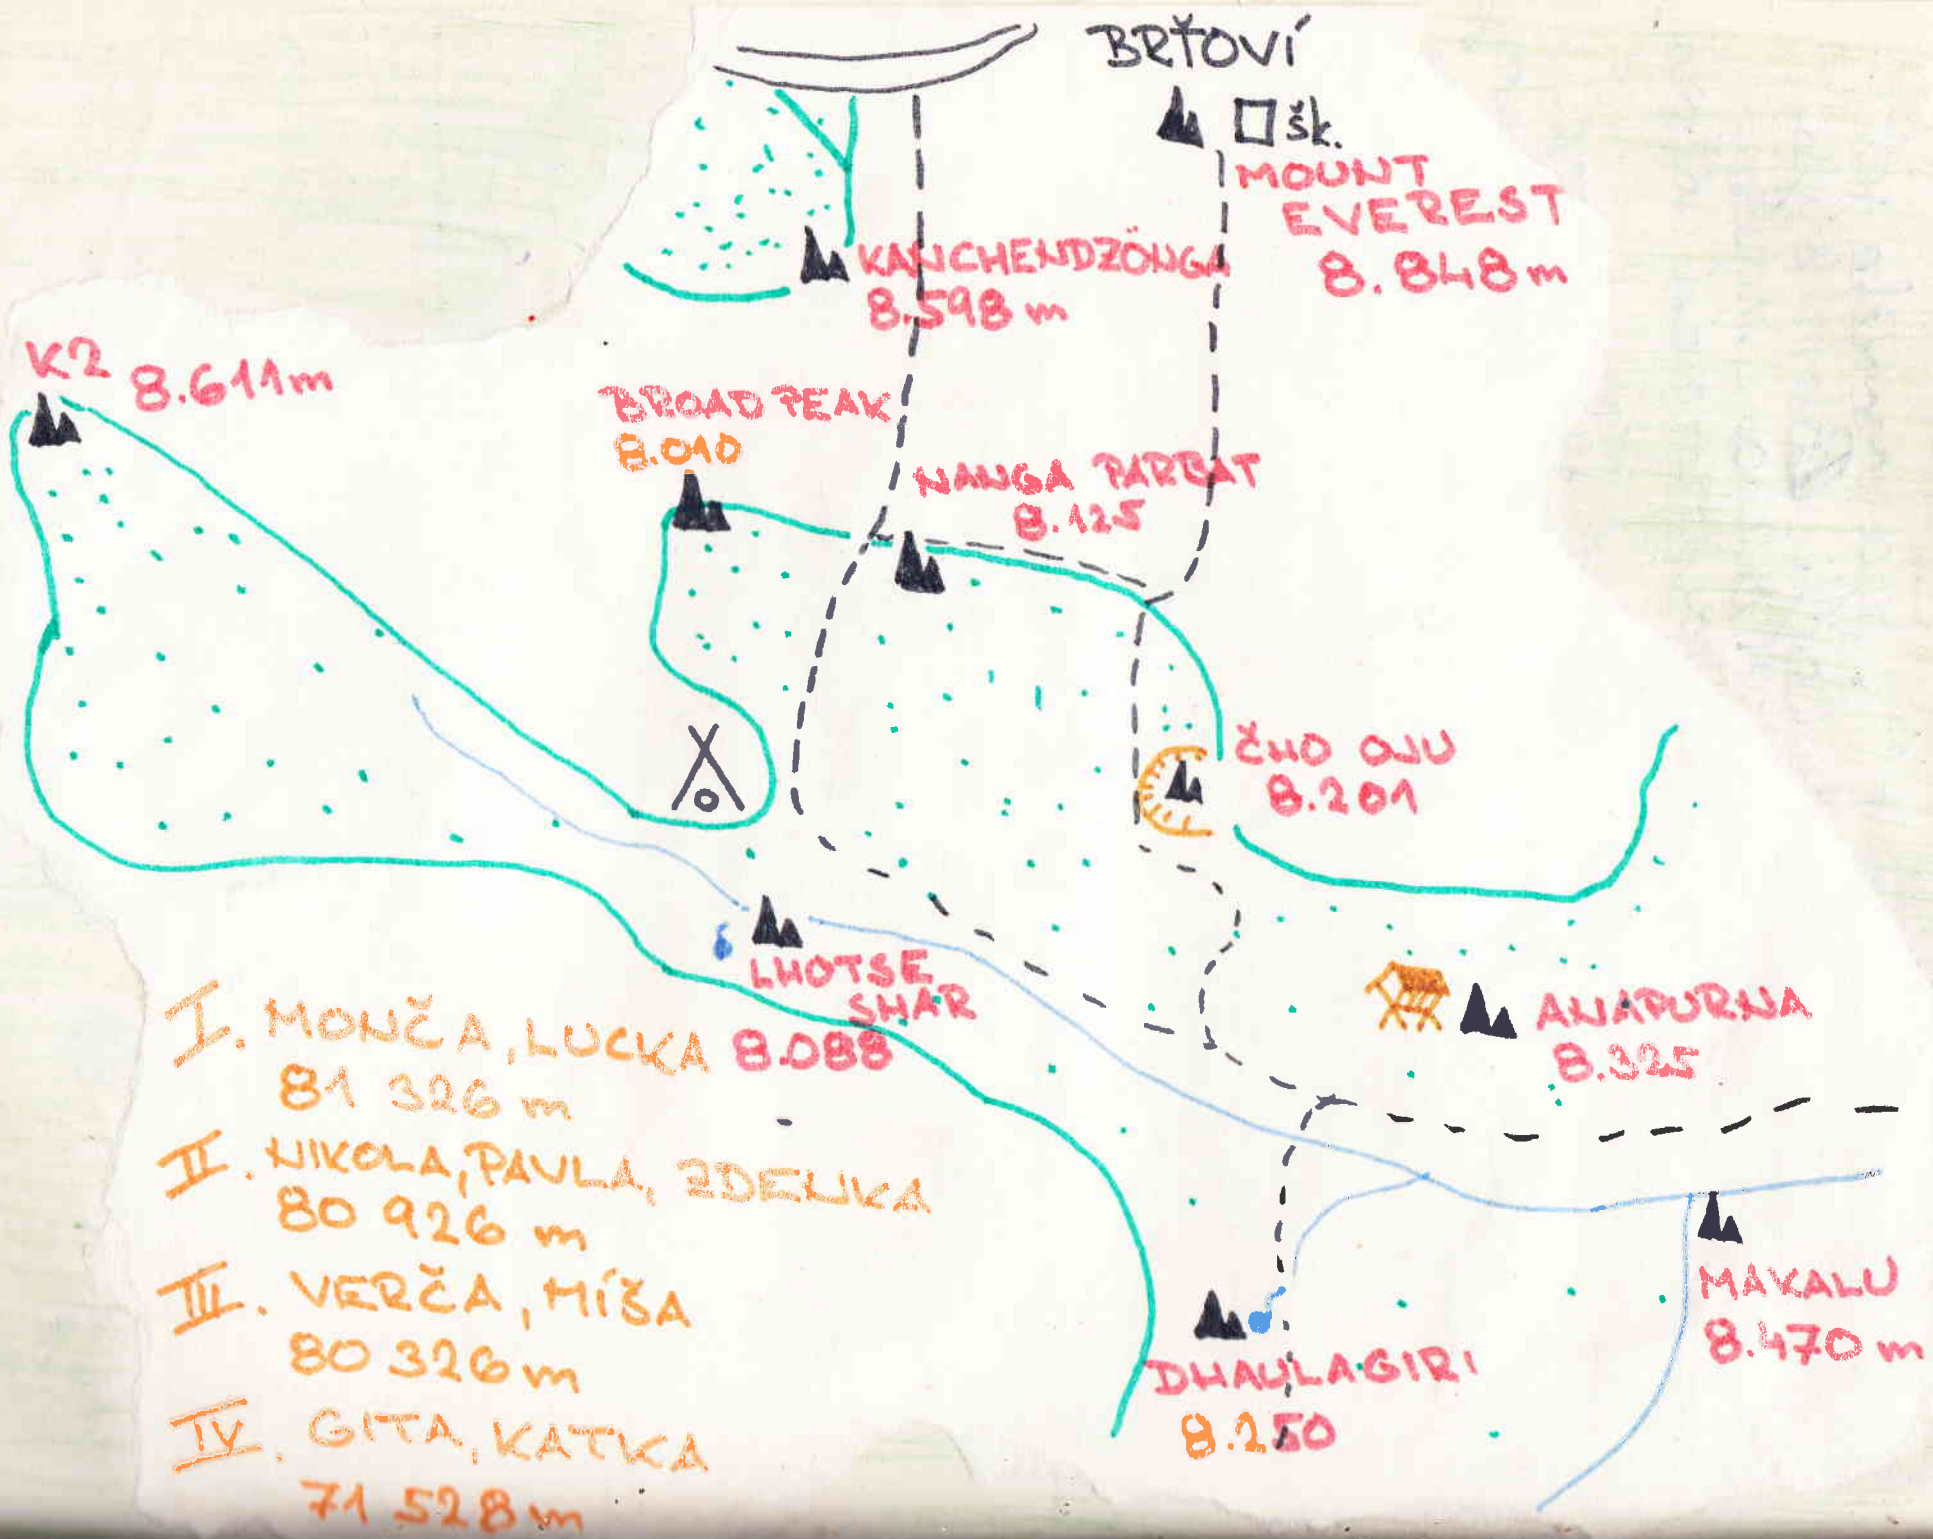 BRŤOVÍ
šk.
MOUNT
EVEREST
8.848m
KANCHENDZÖNGA
8.598 m
K2 8.611m
BROAD PEAK
8.010
NANGA PARBAT
8.125
ČHO OJU
8.201
LHOTSE
SHAR
8.088
ANAPURNA
8.325
MAKALU
8.470 m
DHAULAGIRI
8.250
I. MONČA, LUCKA
81 326 m
II. NIKOLA, PAVLA, ZDENKA
80 926 m
III. VERČA, MÍŠA
80 326 m
IV. GITA, KATKA
71 528 m